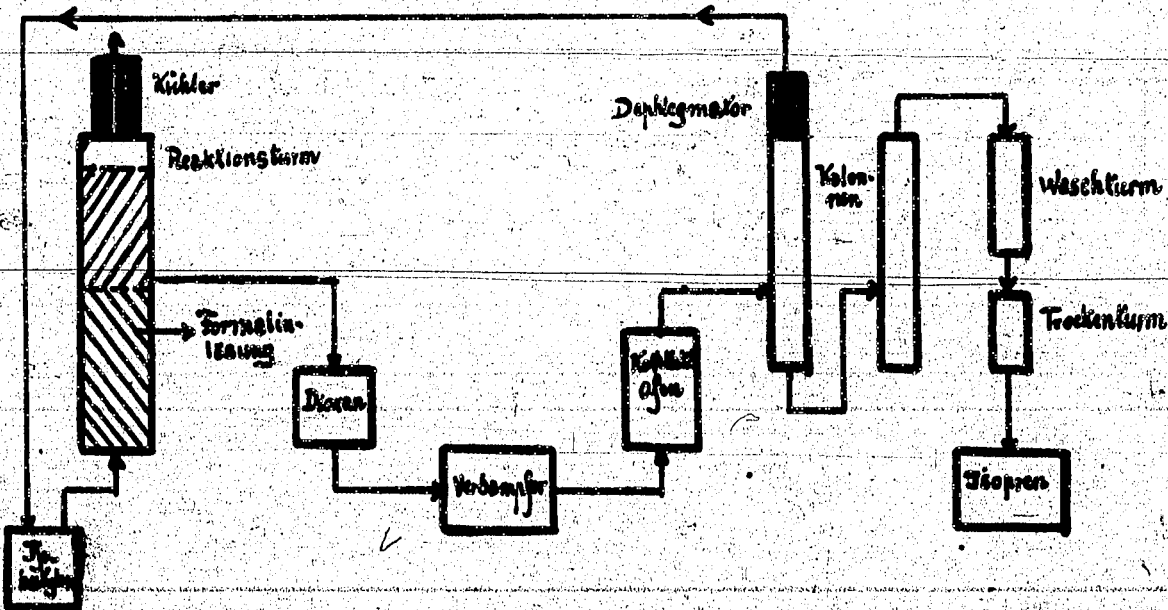 Kühler
Dephlegmator
Reaktionsturm
Kolon-
nen
Waschturm
Formalin-
lösung
Trockenturm
Dioxan
ofen
Verdampfer
Isopren